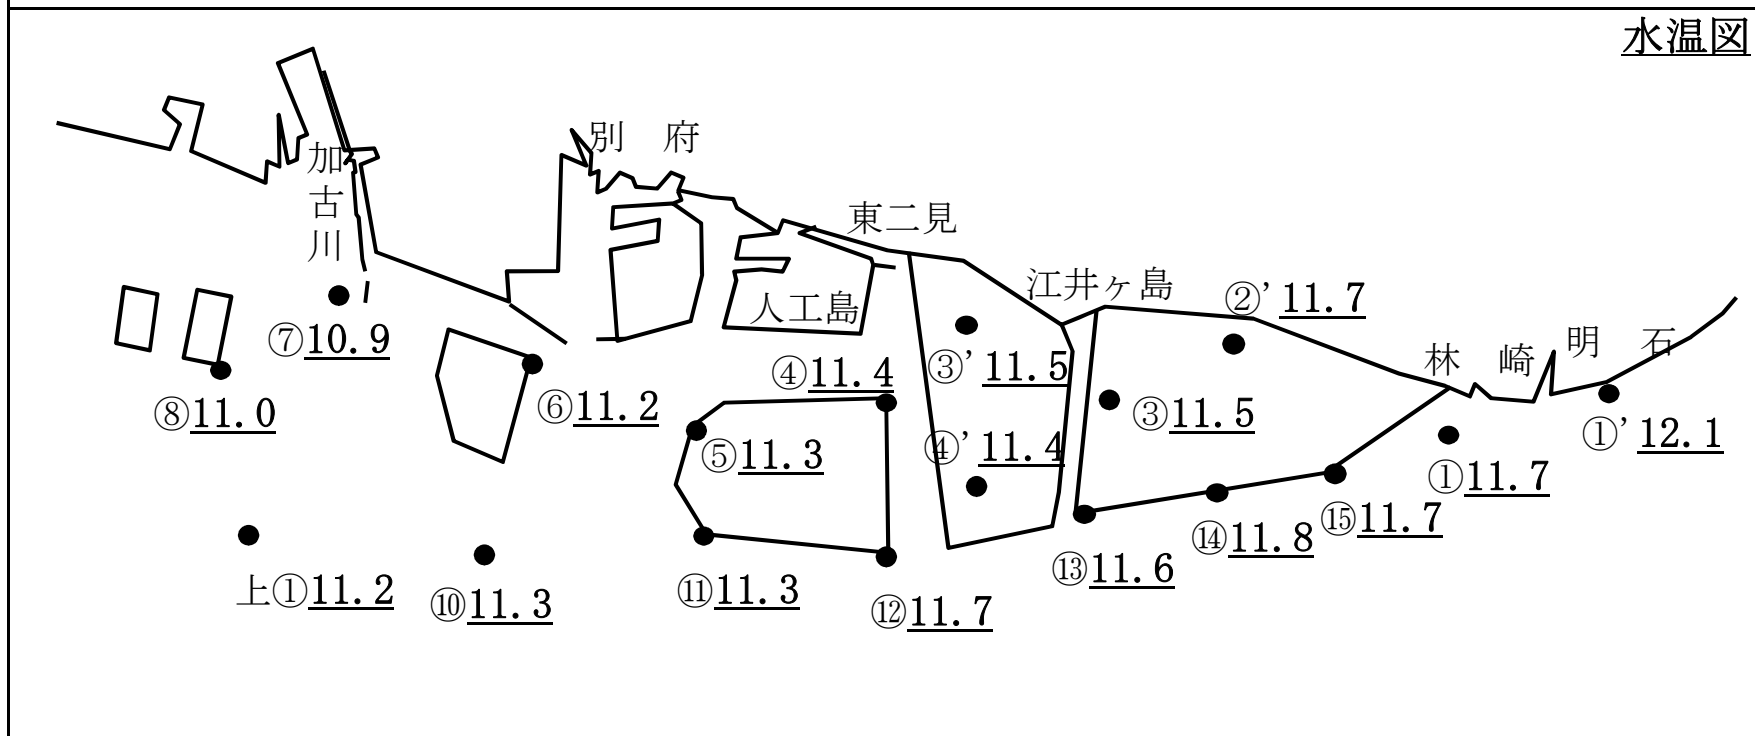 水温図
別 府
加古川
東二見
江井ヶ島
②' 11.7
人工島
⑦10.9
林 崎
明 石
④11.4
③' 11.5
⑧11.0
⑥11.2
③11.5
①' 12.1
⑤11.3
④' 11.4
①11.7
⑭11.8
⑮11.7
上①11.2
⑩11.3
⑪11.3
⑫11.7
⑬11.6